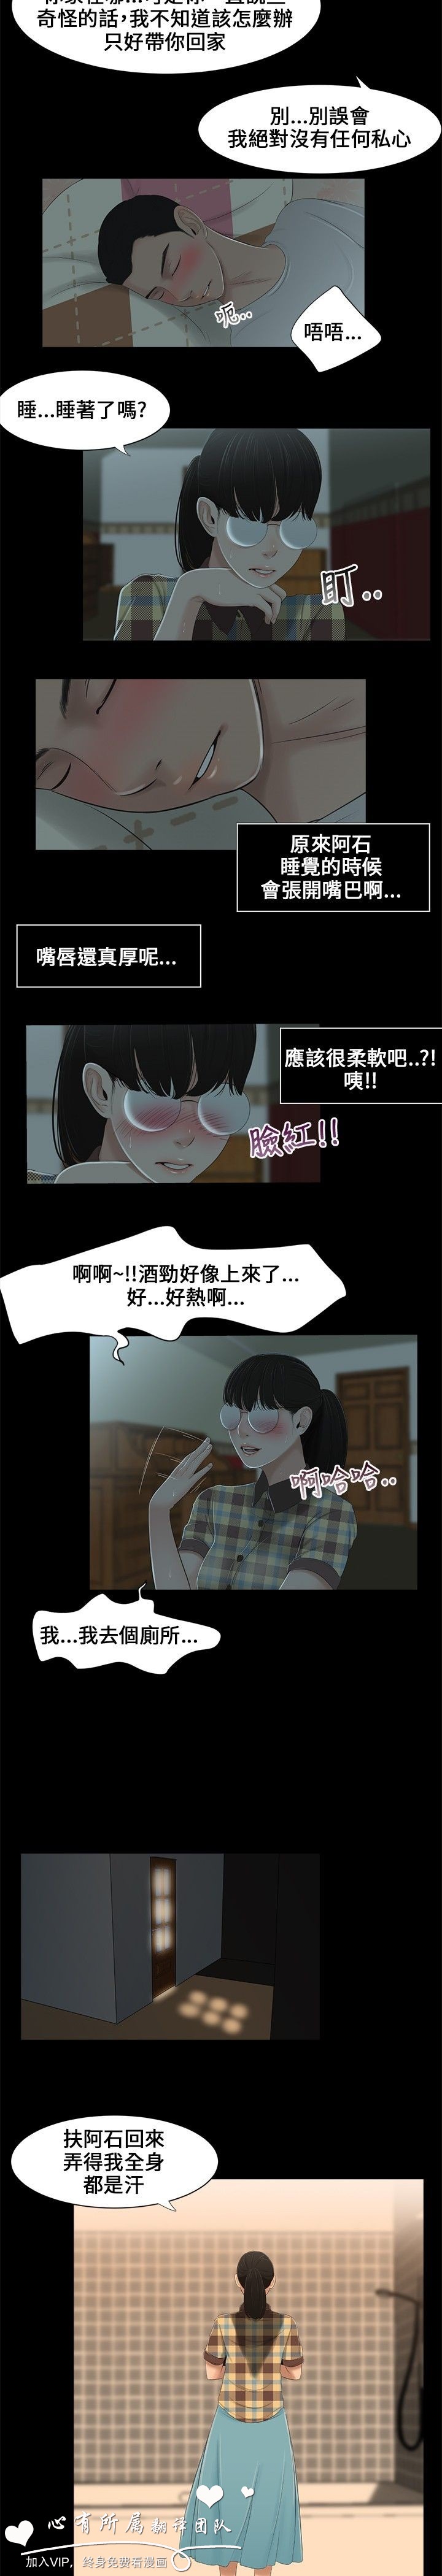 奇怪的話,我不知道該怎麼辦
只好帶你回家
別...別誤會
我絕對沒有任何私心
呃..
唔唔...
睡...睡著了嗎?
盯..
原來阿石
睡覺的時候
會張開嘴巴啊...
嘴唇還真厚呢...
應該很柔軟吧..?!
咦!!
臉紅!!
啊啊~!!酒勁好像上來了...
好...好熱啊...
啊哈哈..
我...我去個廁所...
扶阿石回來
弄得我全身
都是汗
心有所属翻译团队
加入VIP, 终身免费看漫画